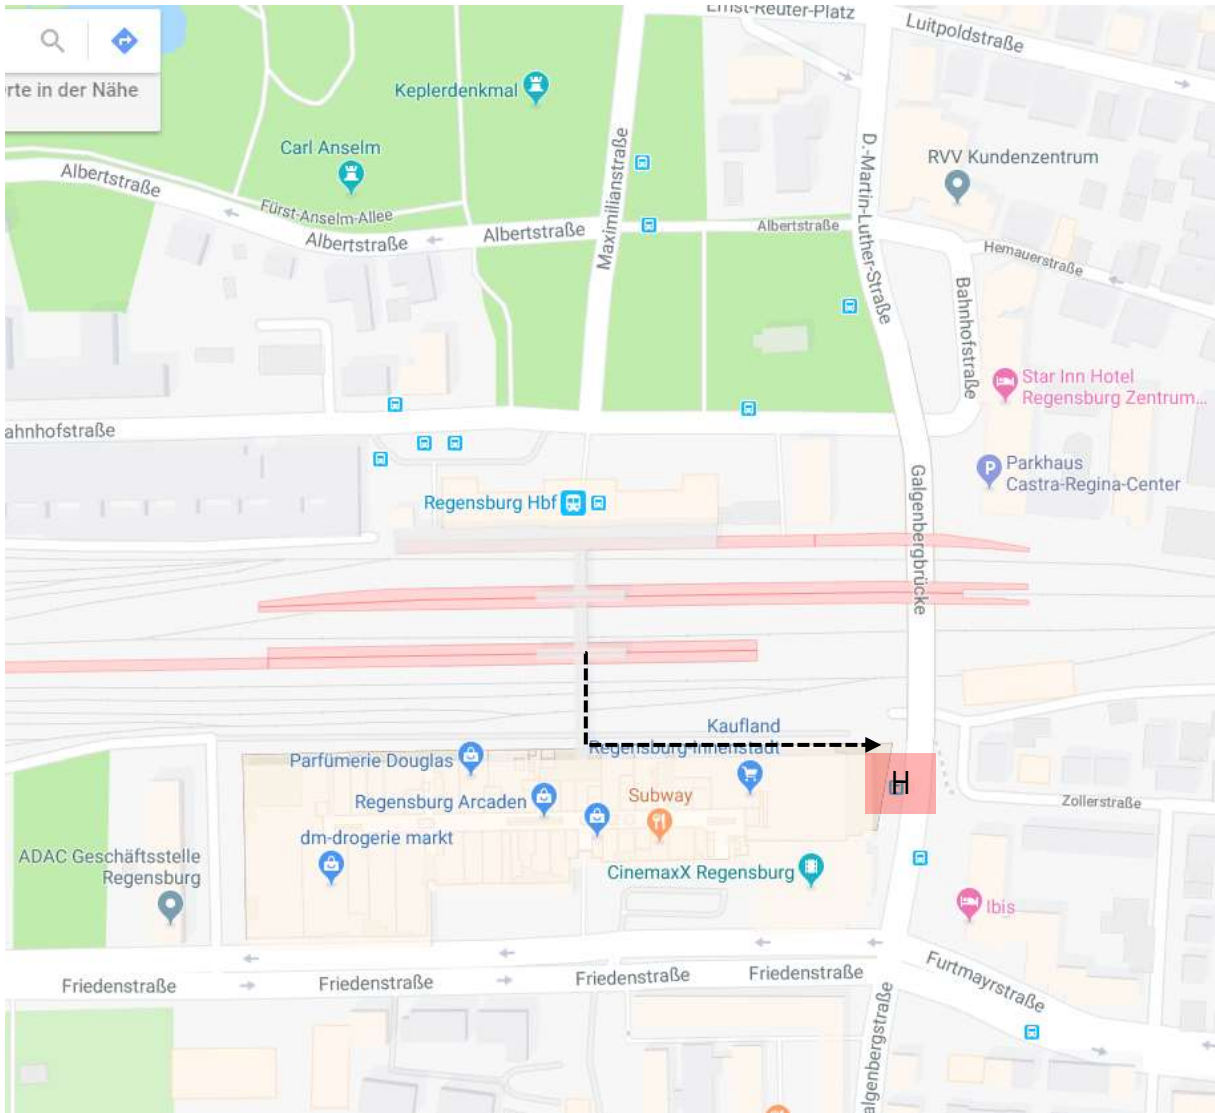 Ernst-Reuter-Platz
Luitpoldstraße
rte in der Nähe
Keplerdenkmal
Carl Anselm
Maximilianstraße
D.-Martin-Luther-Straße
RVV Kundenzentrum
Albertstraße
Fürst-Anselm-Allee
Albertstraße
Albertstraße
Albertstraße
Hemauerstraße
Bahnhofstraße
Star Inn Hotel
Regensburg Zentrum...
ahnhofstraße
P
Parkhaus
Castra-Regina-Center
Galgenbergbrücke
Regensburg Hbf
Kaufland
Regensburg-Innenstadt
Parfümerie Douglas
H
Regensburg Arcaden
Subway
Zollerstraße
dm-drogerie markt
ADAC Geschäftsstelle
Regensburg
CinemaxX Regensburg
Ibis
Furtmayrstraße
Friedenstraße
Friedenstraße
Friedenstraße
Friedenstraße
algenbergstraße